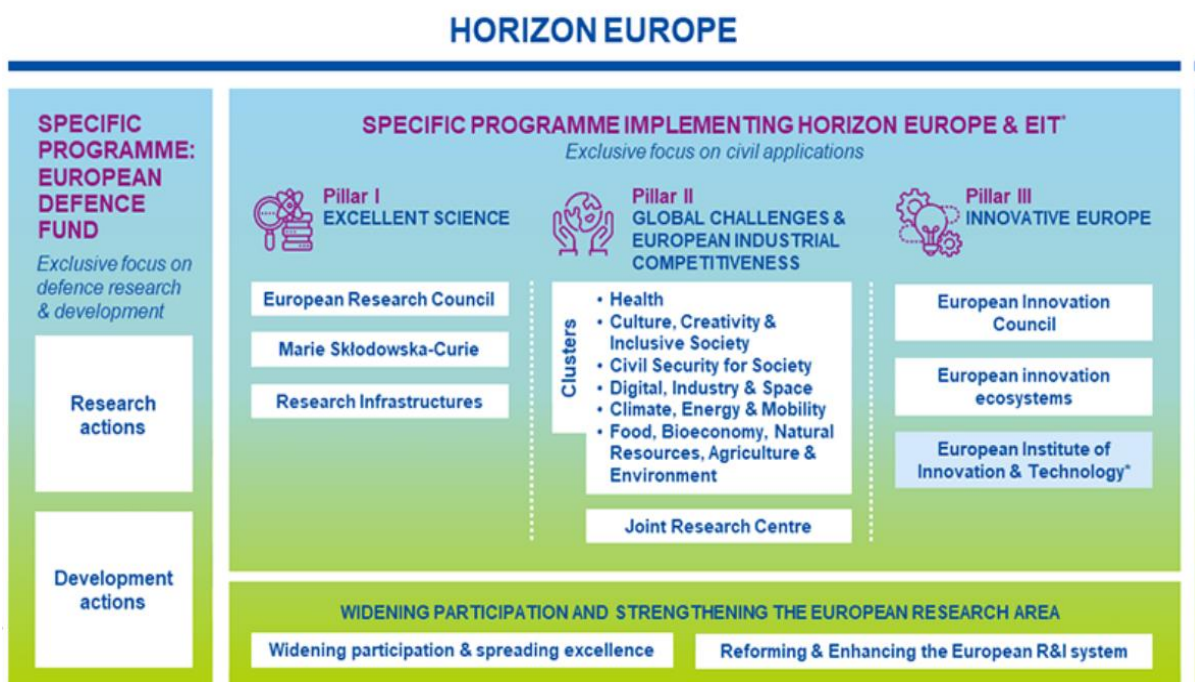 HORIZON EUROPE
SPECIFIC
PROGRAMME:
EUROPEAN
DEFENCE
FUND
Exclusive focus on
defence research
& development
Research
actions
Development
actions
SPECIFIC PROGRAMME IMPLEMENTING HORIZON EUROPE & EIT*
Exclusive focus on civil applications
Pillar I
EXCELLENT SCIENCE
European Research Council
Marie Skłodowska-Curie
Research Infrastructures
Pillar II
GLOBAL CHALLENGES &
EUROPEAN INDUSTRIAL
COMPETITIVENESS
Clusters
• Health
• Culture, Creativity &
Inclusive Society
• Civil Security for Society
• Digital, Industry & Space
• Climate, Energy & Mobility
• Food, Bioeconomy, Natural
Resources, Agriculture &
Environment
Joint Research Centre
Pillar III
INNOVATIVE EUROPE
European Innovation
Council
European innovation
ecosystems
European Institute of
Innovation & Technology*
WIDENING PARTICIPATION AND STRENGTHENING THE EUROPEAN RESEARCH AREA
Widening participation & spreading excellence
Reforming & Enhancing the European R&I system